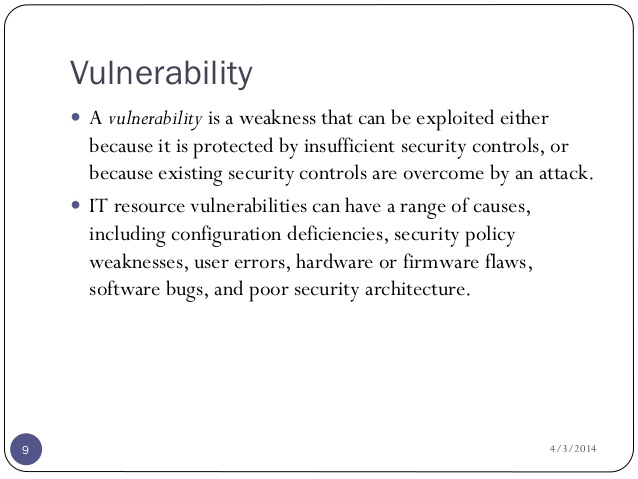 Vulnerability
• A vulnerability is a weakness that can be exploited either
because it is protected by insufficient security controls, or
because existing security controls are overcome by an attack.
• IT resource vulnerabilities can have a range of causes,
including configuration deficiencies, security policy
weaknesses, user errors, hardware or firmware flaws,
software bugs, and poor security architecture.
9
4/3/2014